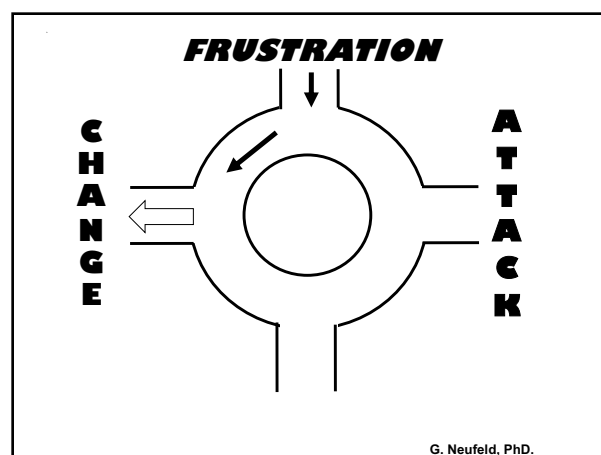 FRUSTRATION
CHANGE
ATTACK
G. Neufeld, PhD.